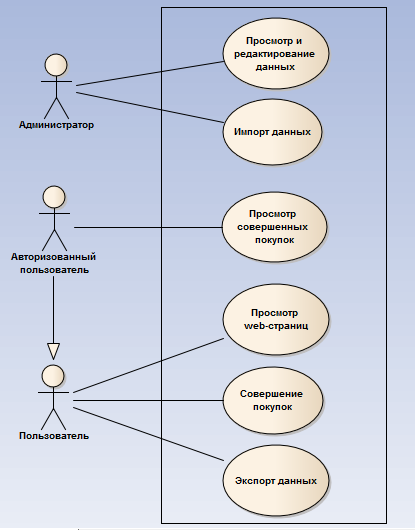 Просмотр и
редактирование
данных
Администратор
Импорт данных
Просмотр
совершенных
покупок
Авторизованный
пользователь
Просмотр
web-страниц
Совершение
покупок
Пользователь
Экспорт данных